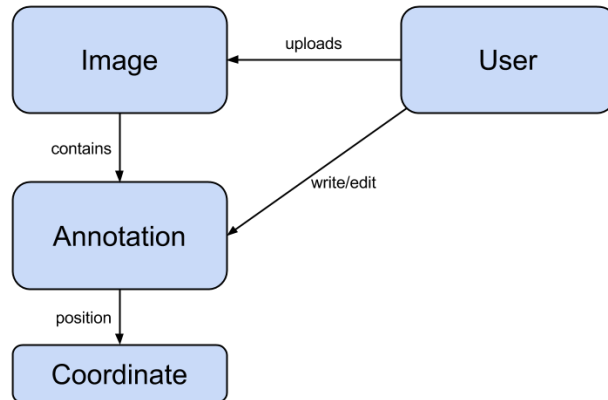 Image
uploads
User
contains
write/edit
Annotation
position
Coordinate